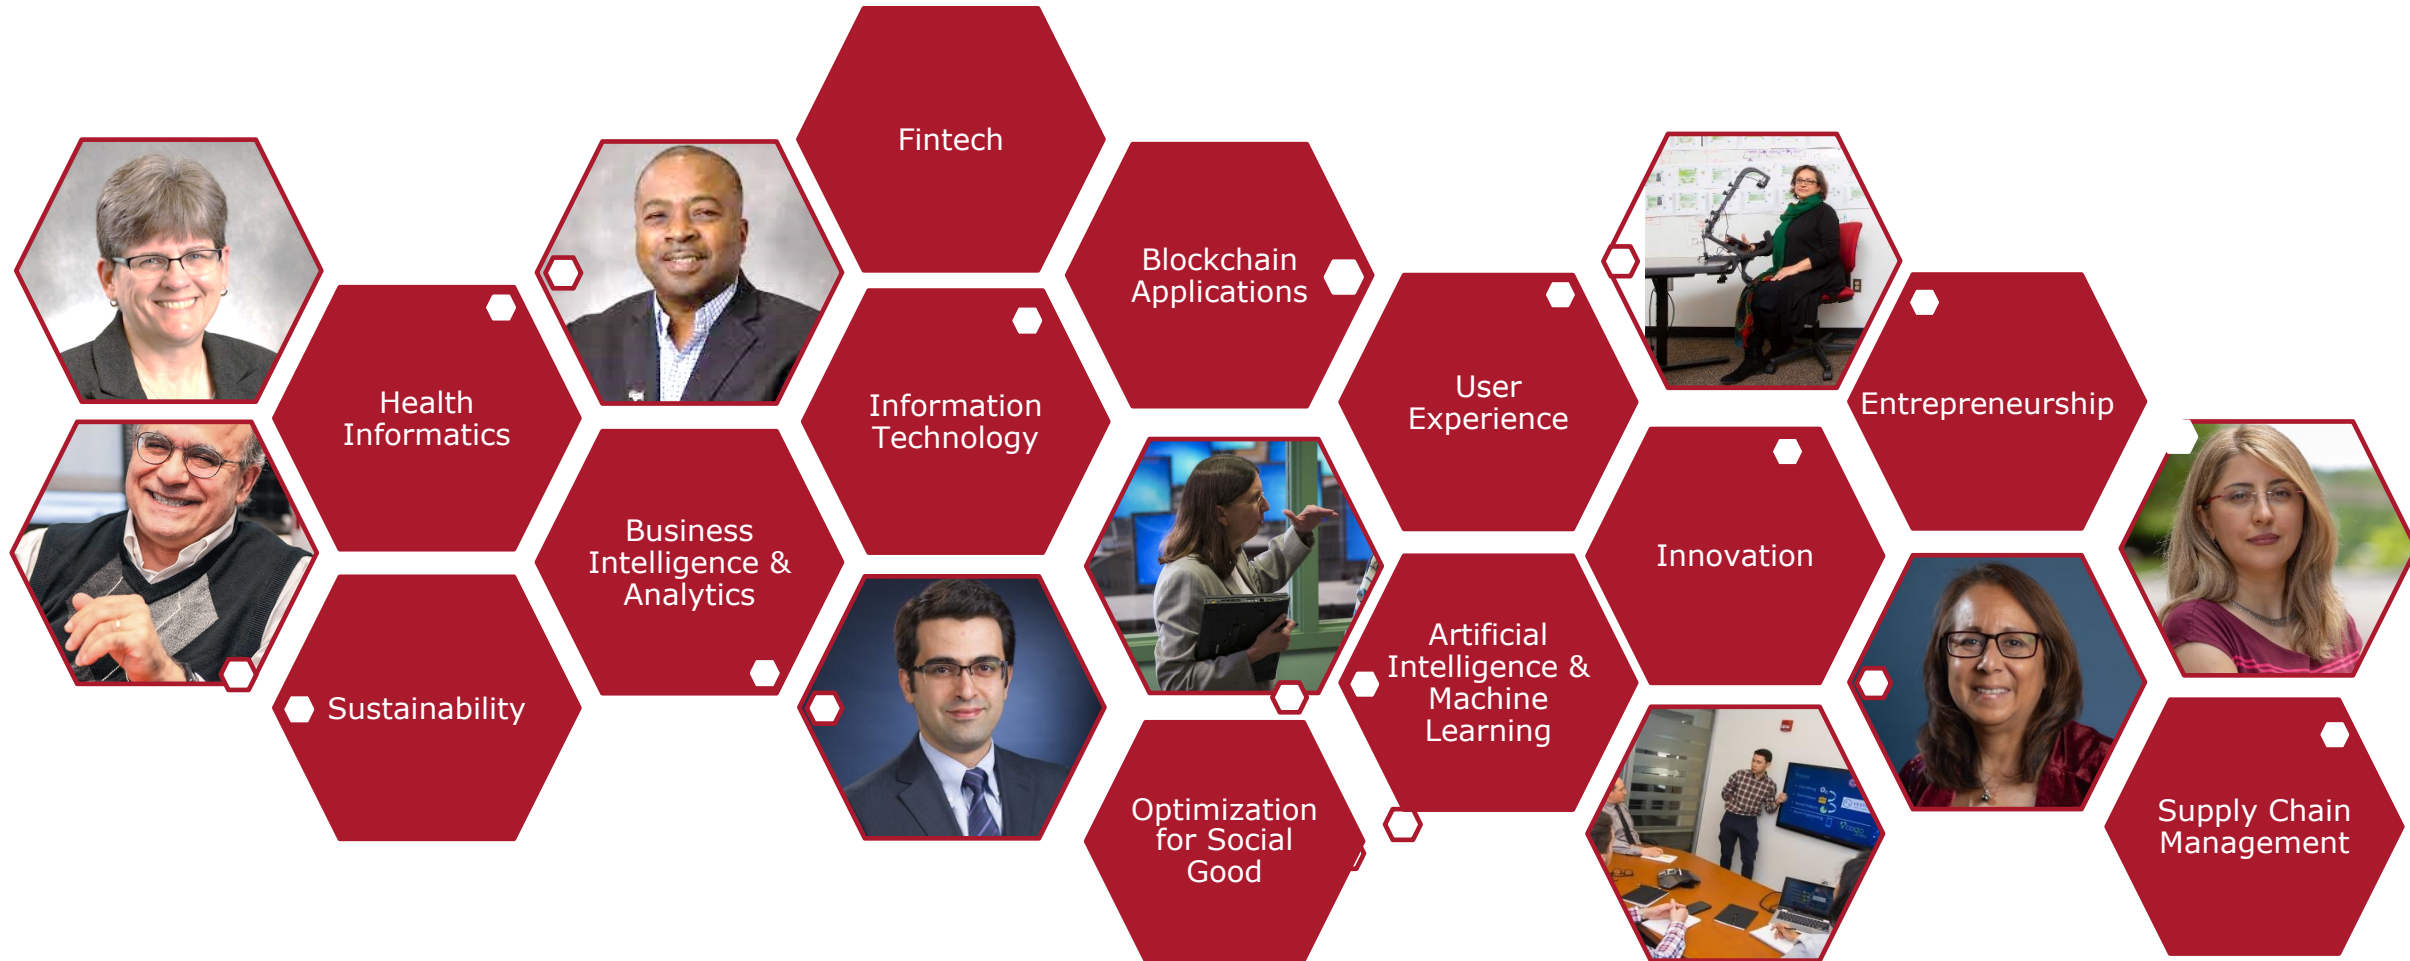 Fintech
Blockchain
Applications
Health
Informatics
Information
Technology
User
Experience
Entrepreneurship
Business
Intelligence &
Analytics
Innovation
Sustainability
Artificial
Intelligence &
Machine
Learning
Optimization
for Social
Good
Supply Chain
Management